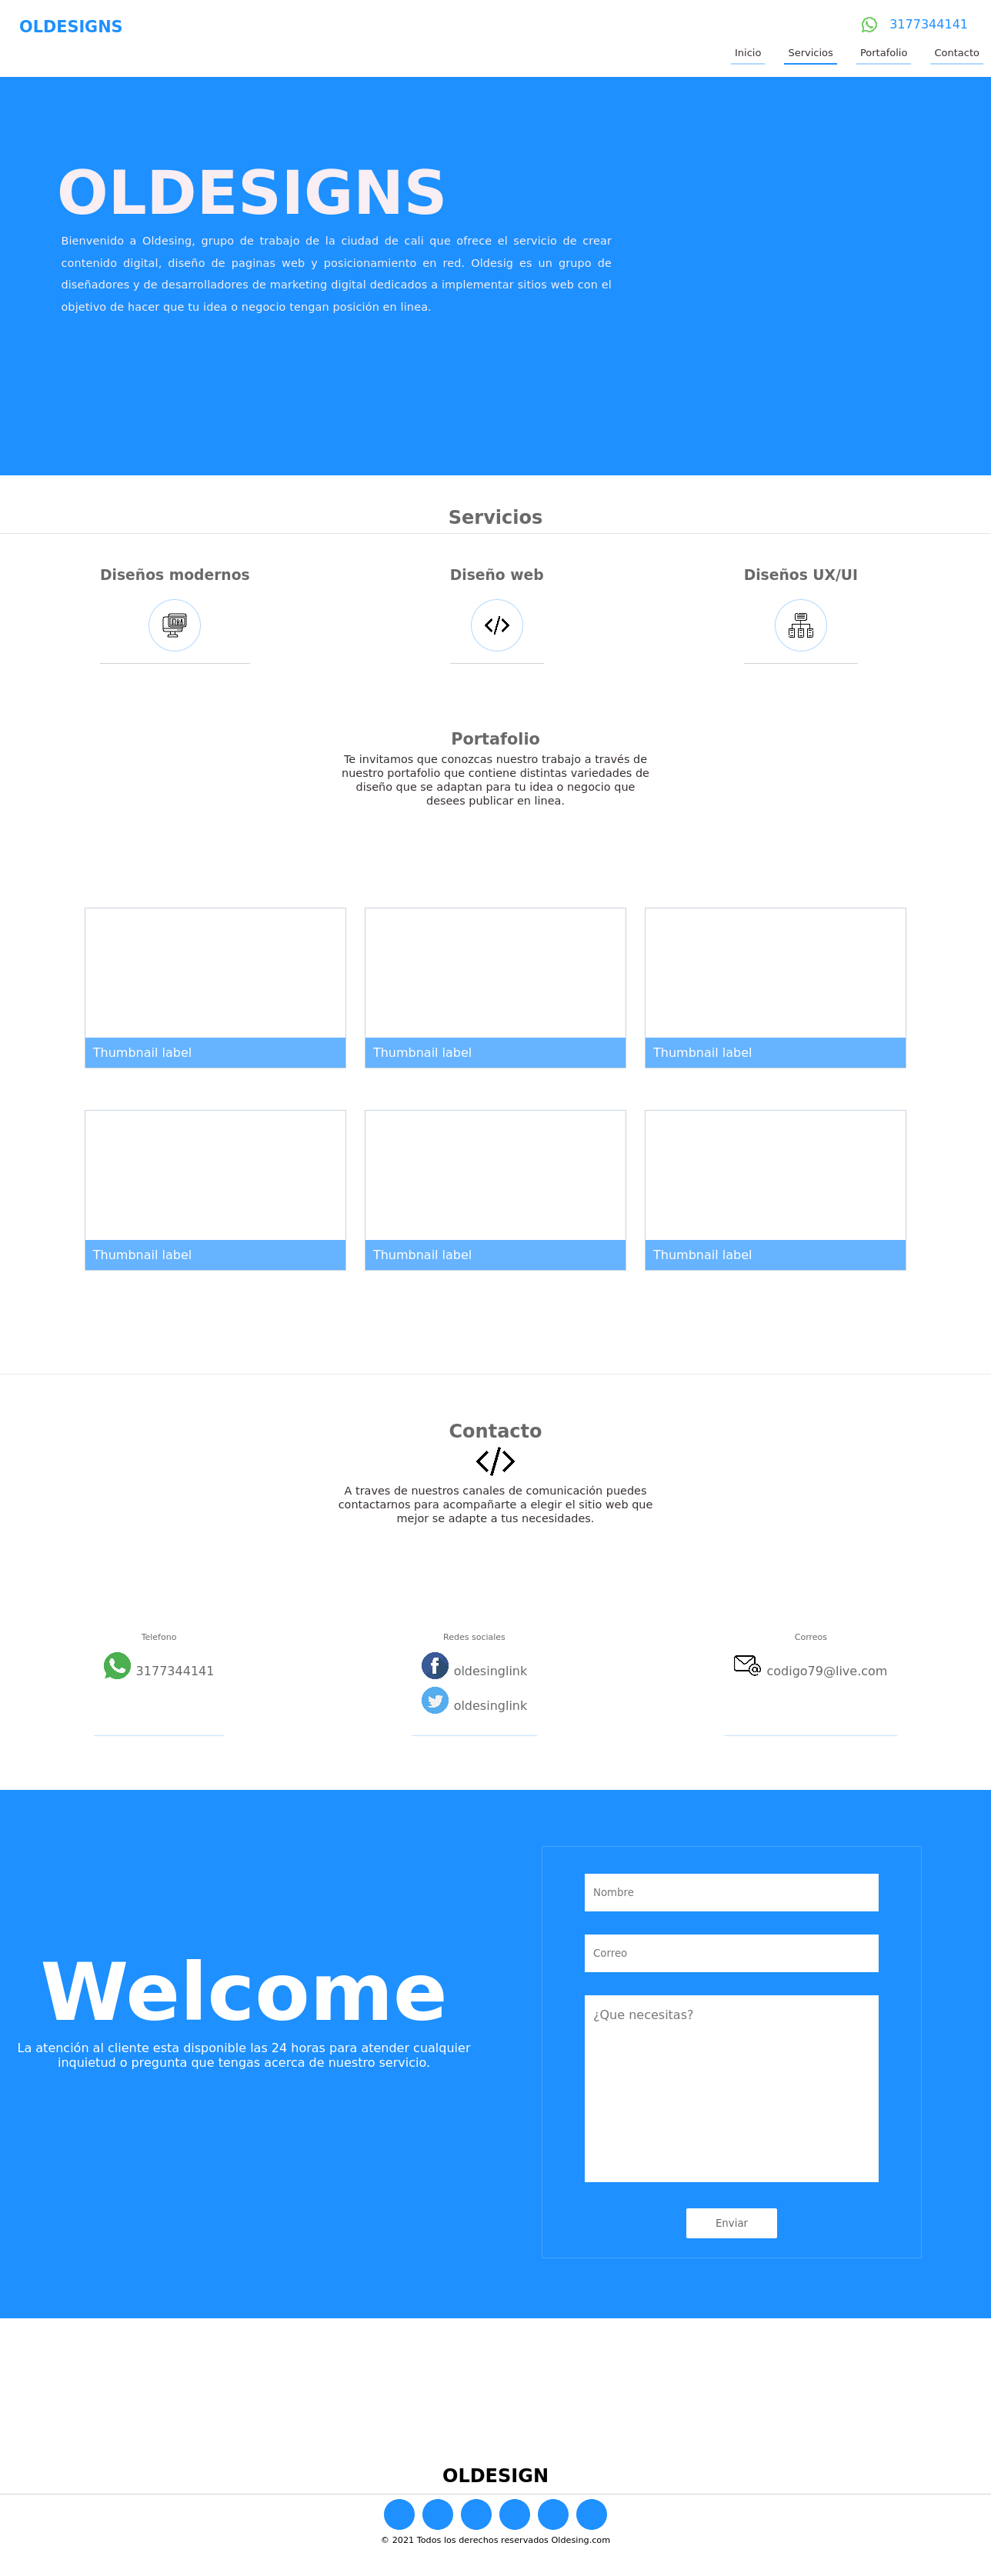 OLDESIGNS
3177344141
Inicio Servicios Portafolio Contacto
OLDESIGNS
Bienvenido a Oldesing, grupo de trabajo de la ciudad de cali que ofrece el servicio de crear
contenido digital, diseño de paginas web y posicionamiento en red. Oldesig es un grupo de
diseñadores y de desarrolladores de marketing digital dedicados a implementar sitios web con el
objetivo de hacer que tu idea o negocio tengan posición en linea.
Servicios
Diseños modernos
Diseño web
Diseños UX/UI
Portafolio
Te invitamos que conozcas nuestro trabajo a través de
nuestro portafolio que contiene distintas variedades de
diseño que se adaptan para tu idea o negocio que
desees publicar en linea.
Thumbnail label
Thumbnail label
Thumbnail label
Thumbnail label
Thumbnail label
Thumbnail label
Contacto
A traves de nuestros canales de comunicación puedes
contactarnos para acompañarte a elegir el sitio web que
mejor se adapte a tus necesidades.
Telefono
3177344141
Redes sociales
oldesinglink
oldesinglink
Correos
codigo79@live.com
Welcome
La atención al cliente esta disponible las 24 horas para atender cualquier
inquietud o pregunta que tengas acerca de nuestro servicio.
Nombre
Correo
¿Que necesitas?
Enviar
OLDESIGN
© 2021 Todos los derechos reservados Oldesing.com